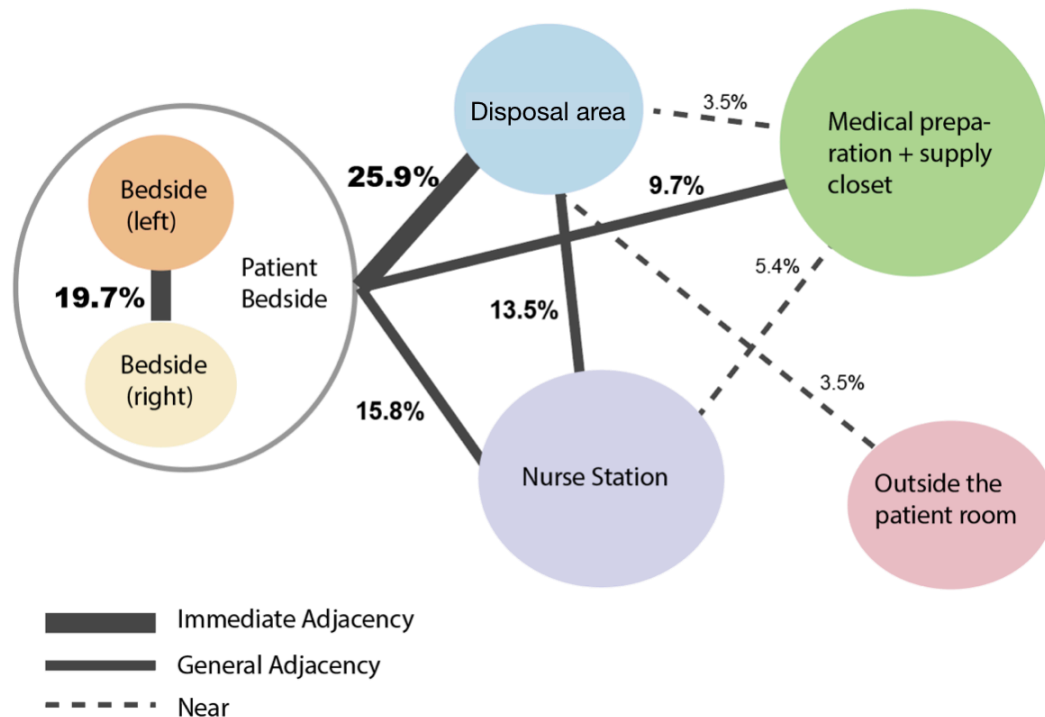 Disposal area
3.5%
Medical prepa-
ration + supply
closet
25.9%
9.7%
Bedside
(left)
Patient
Bedside
19.7%
5.4%
13.5%
Bedside
(right)
3.5%
15.8%
Nurse Station
Outside the
patient room
Immediate Adjacency
General Adjacency
Near